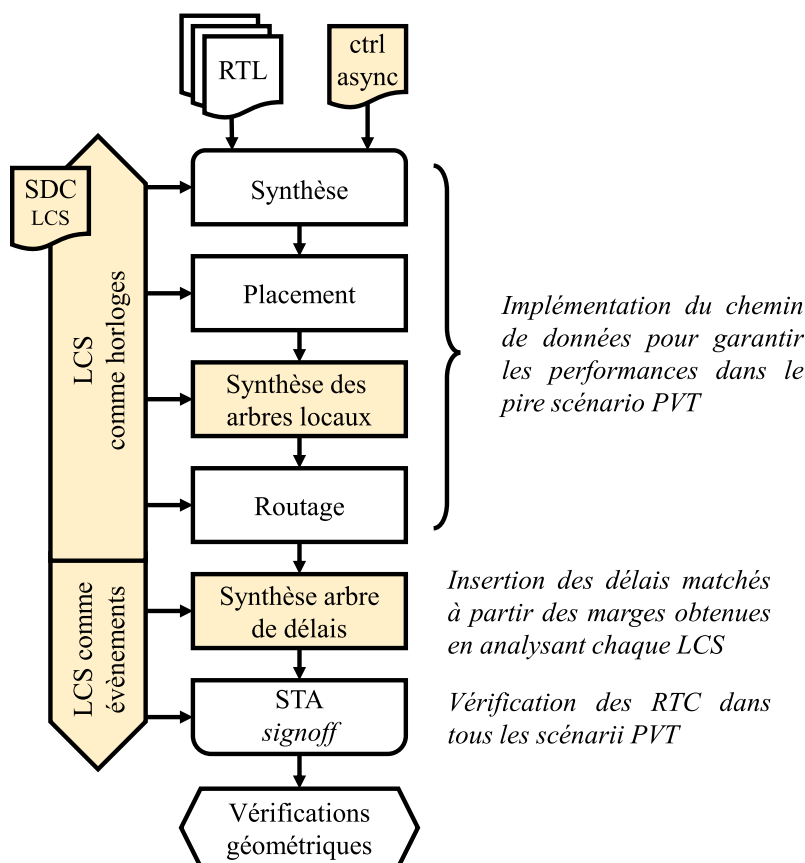 RTL
ctrl
async
SDC
LCS
LCS
comme horloges
Synthèse
Placement
Synthèse des
arbres locaux
Routage
Implémentation du chemin
de données pour garantir
les performances dans le
pire scénario PVT
LCS comme
évènements
Synthèse arbre
de délais
Insertion des délais matchés
à partir des marges obtenues
en analysant chaque LCS
STA
signoff
Vérification des RTC dans
tous les scénarii PVT
Vérifications
géométriques